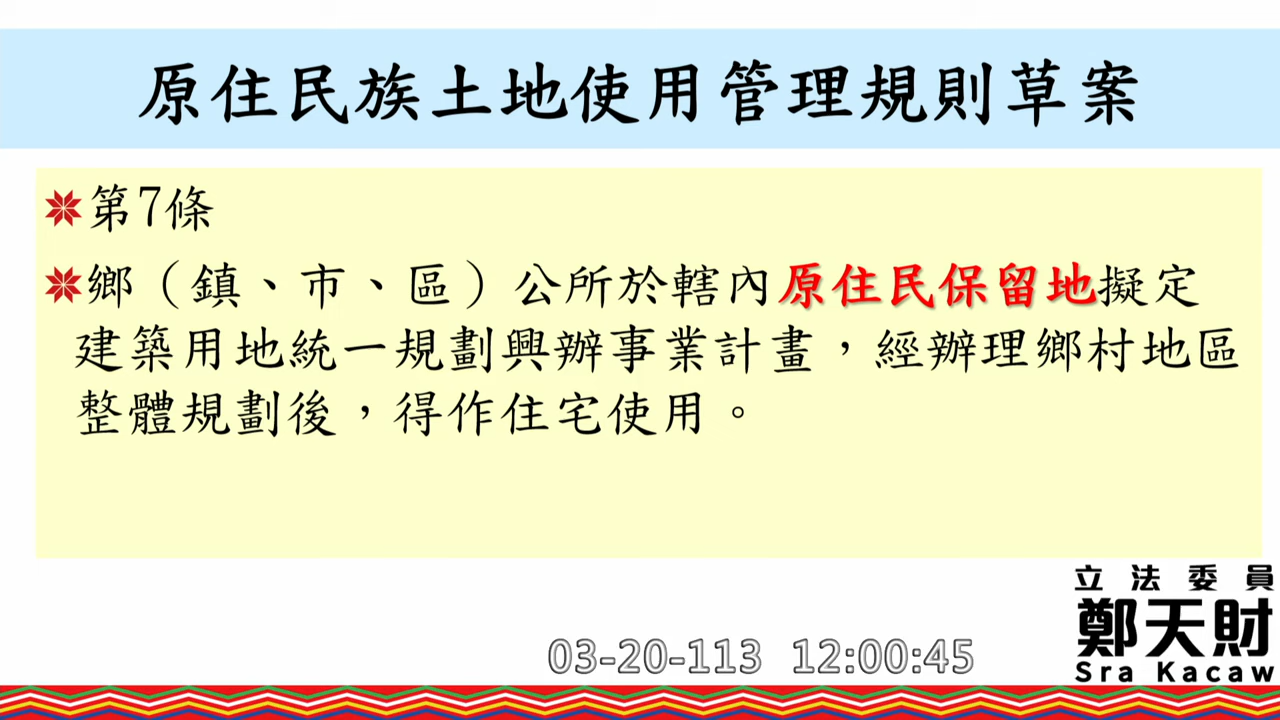 原住民族土地使用管理規則草案
第7條
鄉（鎮、市、區）公所於轄內原住民保留地擬定
建築用地統一規劃興辦事業計畫，經辦理鄉村地區
整體規劃後，得作住宅使用。
立法委員
鄭天財
Sra Kacaw
03-20-113 12:00:45